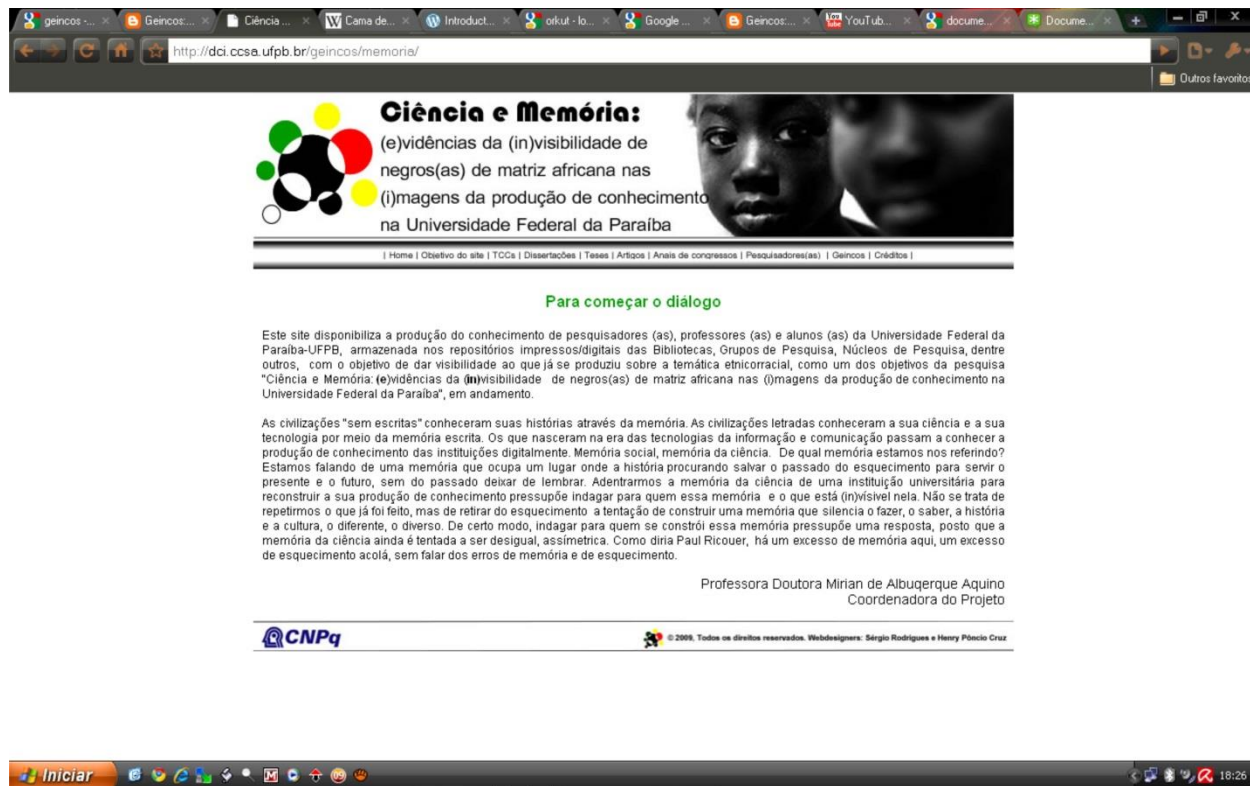 geincos -...
Geincos:...
Ciência ...
Cama de...
Introduct...
orkut - lo...
Google ...
Geincos:...
YouTub...
docume...
Docume...
http://dci.ccsa.ufpb.br/geincos/memoria/
Outros favoritos
Ciência e Memória:
(e)vidências da (in)visibilidade de
negros(as) de matriz africana nas
(i)magens da produção de conhecimento
na Universidade Federal da Paraíba
| Home | Objetivo do site | TCCs | Dissertações | Teses | Artigos | Anais de congressos | Pesquisadores(as) | Geincos | Créditos |
Para começar o diálogo
Este site disponibiliza a produção do conhecimento de pesquisadores (as), professores (as) e alunos (as) da Universidade Federal da
Paraíba-UFPB, armazenada nos repositórios impressos/digitais das Bibliotecas, Grupos de Pesquisa, Núcleos de Pesquisa, dentre
outros, com o objetivo de dar visibilidade ao que já se produziu sobre a temática etnicorracial, como um dos objetivos da pesquisa
"Ciência e Memória: (e)vidências da (in)visibilidade de negros(as) de matriz africana nas (i)magens da produção de conhecimento na
Universidade Federal da Paraíba", em andamento.
As civilizações "sem escritas" conheceram suas histórias através da memória. As civilizações letradas conheceram a sua ciência e a sua
tecnologia por meio da memória escrita. Os que nasceram na era das tecnologias da informação e comunicação passam a conhecer a
produção de conhecimento das instituições digitalmente. Memória social, memória da ciência. De qual memória estamos nos referindo?
Estamos falando de uma memória que ocupa um lugar onde a história procurando salvar o passado do esquecimento para servir o
presente e o futuro, sem do passado deixar de lembrar. Adentrarmos a memória da ciência de uma instituição universitária para
reconstruir a sua produção de conhecimento pressupõe indagar para quem essa memória e o que está (in)vísivel nela. Não se trata de
repetirmos o que já foi feito, mas de retirar do esquecimento a tentação de construir uma memória que silencia o fazer, o saber, a história
e a cultura, o diferente, o diverso. De certo modo, indagar para quem se constrói essa memória pressupõe uma resposta, posto que a
memória da ciência ainda é tentada a ser desigual, assímetrica. Como diria Paul Ricouer, há um excesso de memória aqui, um excesso
de esquecimento acolá, sem falar dos erros de memória e de esquecimento.
Professora Doutora Mirian de Albuqerque Aquino
Coordenadora do Projeto
CNPq
© 2009, Todos os direitos reservados. Webdesigners: Sérgio Rodrigues e Henry Pôncio Cruz
Iniciar
18:26